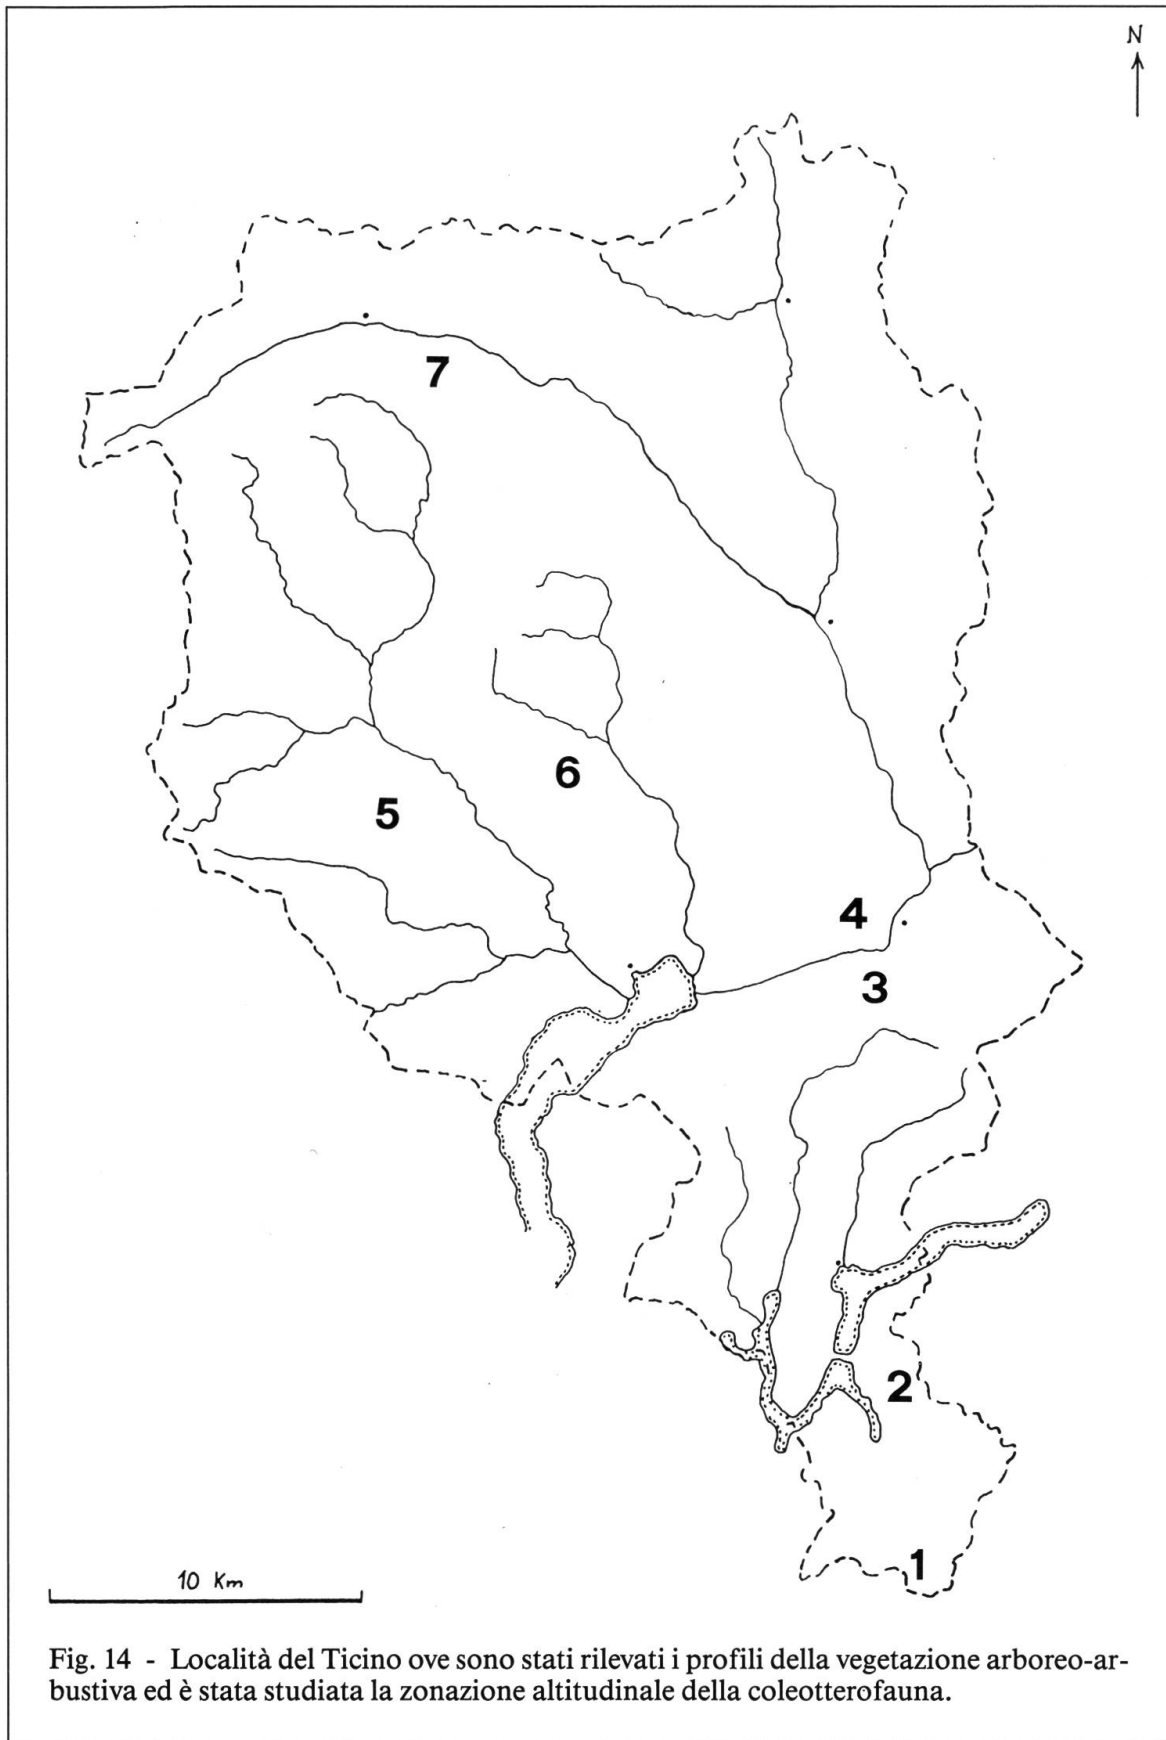 N
7
6
5
4
3
2
1
10 Km
Fig. 14 - Località del Ticino ove sono stati rilevati i profili della vegetazione arboreo-ar-
bustiva ed è stata studiata la zonazione altitudinale della coleotterofauna.